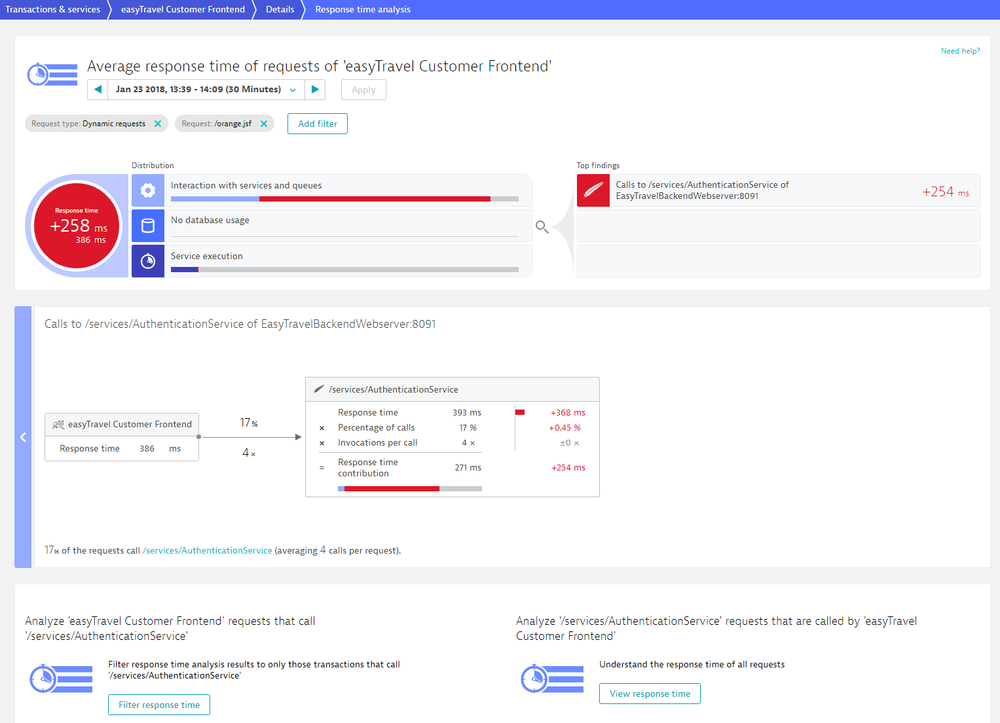 Transactions & services
easyTravel Customer Frontend
Details
Response time analysis
Need help?
Average response time of requests of 'easyTravel Customer Frontend'
Jan 23 2018, 13:39 - 14:09 (30 Minutes)
Apply
Request type: Dynamic requests
Request: /orange.jsf
Add filter
Distribution
Top findings
Response time
+258 ms
386 ms
Interaction with services and queues
No database usage
Service execution
Calls to /services/AuthenticationService of
EasyTravelBackendWebserver:8091
+254 ms
Calls to /services/AuthenticationService of EasyTravelBackendWebserver:8091
easyTravel Customer Frontend
Response time 386 ms
17 %
4 ×
/services/AuthenticationService
Response time 393 ms +368 ms
× Percentage of calls 17 % +0.45 %
× Invocations per call 4 × ±0 ×
= Response time
contribution 271 ms +254 ms
17% of the requests call /services/AuthenticationService (averaging 4 calls per request).
Analyze 'easyTravel Customer Frontend' requests that call
'/services/AuthenticationService'
Filter response time analysis results to only those transactions that call
'/services/AuthenticationService'
Filter response time
Analyze '/services/AuthenticationService' requests that are called by 'easyTravel
Customer Frontend'
Understand the response time of all requests
View response time